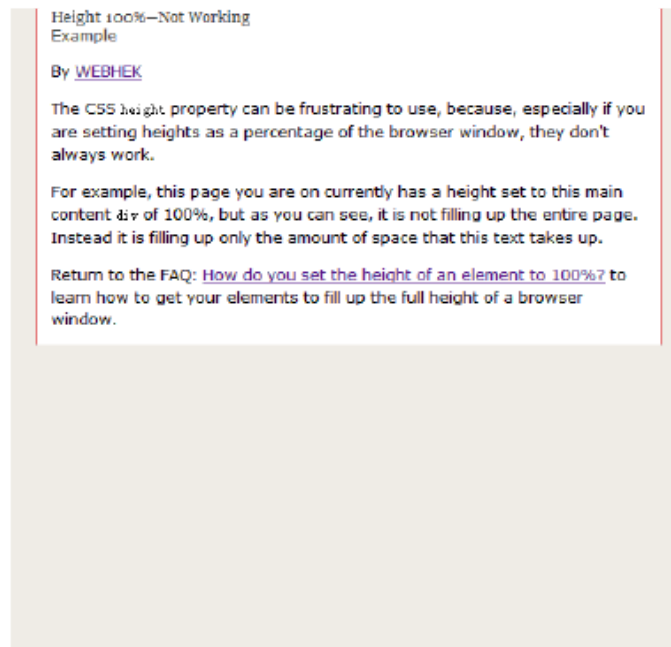 Height 100%—Not Working
Example
By WEBHEK
The CSS height property can be frustrating to use, because, especially if you
are setting heights as a percentage of the browser window, they don't
always work.
For example, this page you are on currently has a height set to this main
content div of 100%, but as you can see, it is not filling up the entire page.
Instead it is filling up only the amount of space that this text takes up.
Return to the FAQ: How do you set the height of an element to 100%? to
learn how to get your elements to fill up the full height of a browser
window.